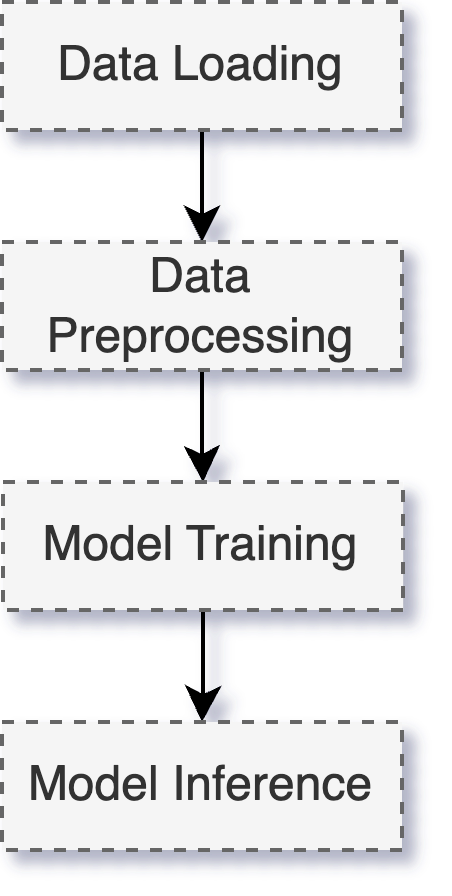 Data Loading
Data
Preprocessing
Model Training
Model Inference